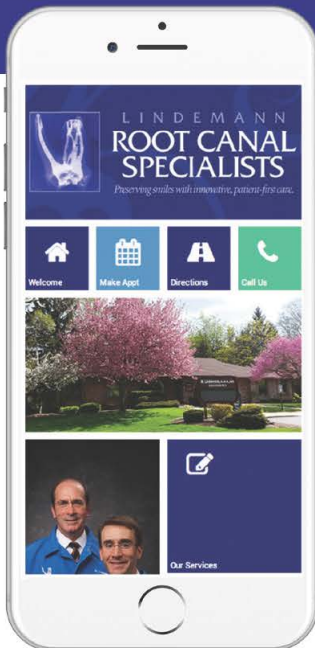 LINDEMANN
ROOT CANAL
SPECIALISTS
Preserving smiles with innovative, patient-first care.
Welcome
Make Appt
Directions
Call Us
Our Services